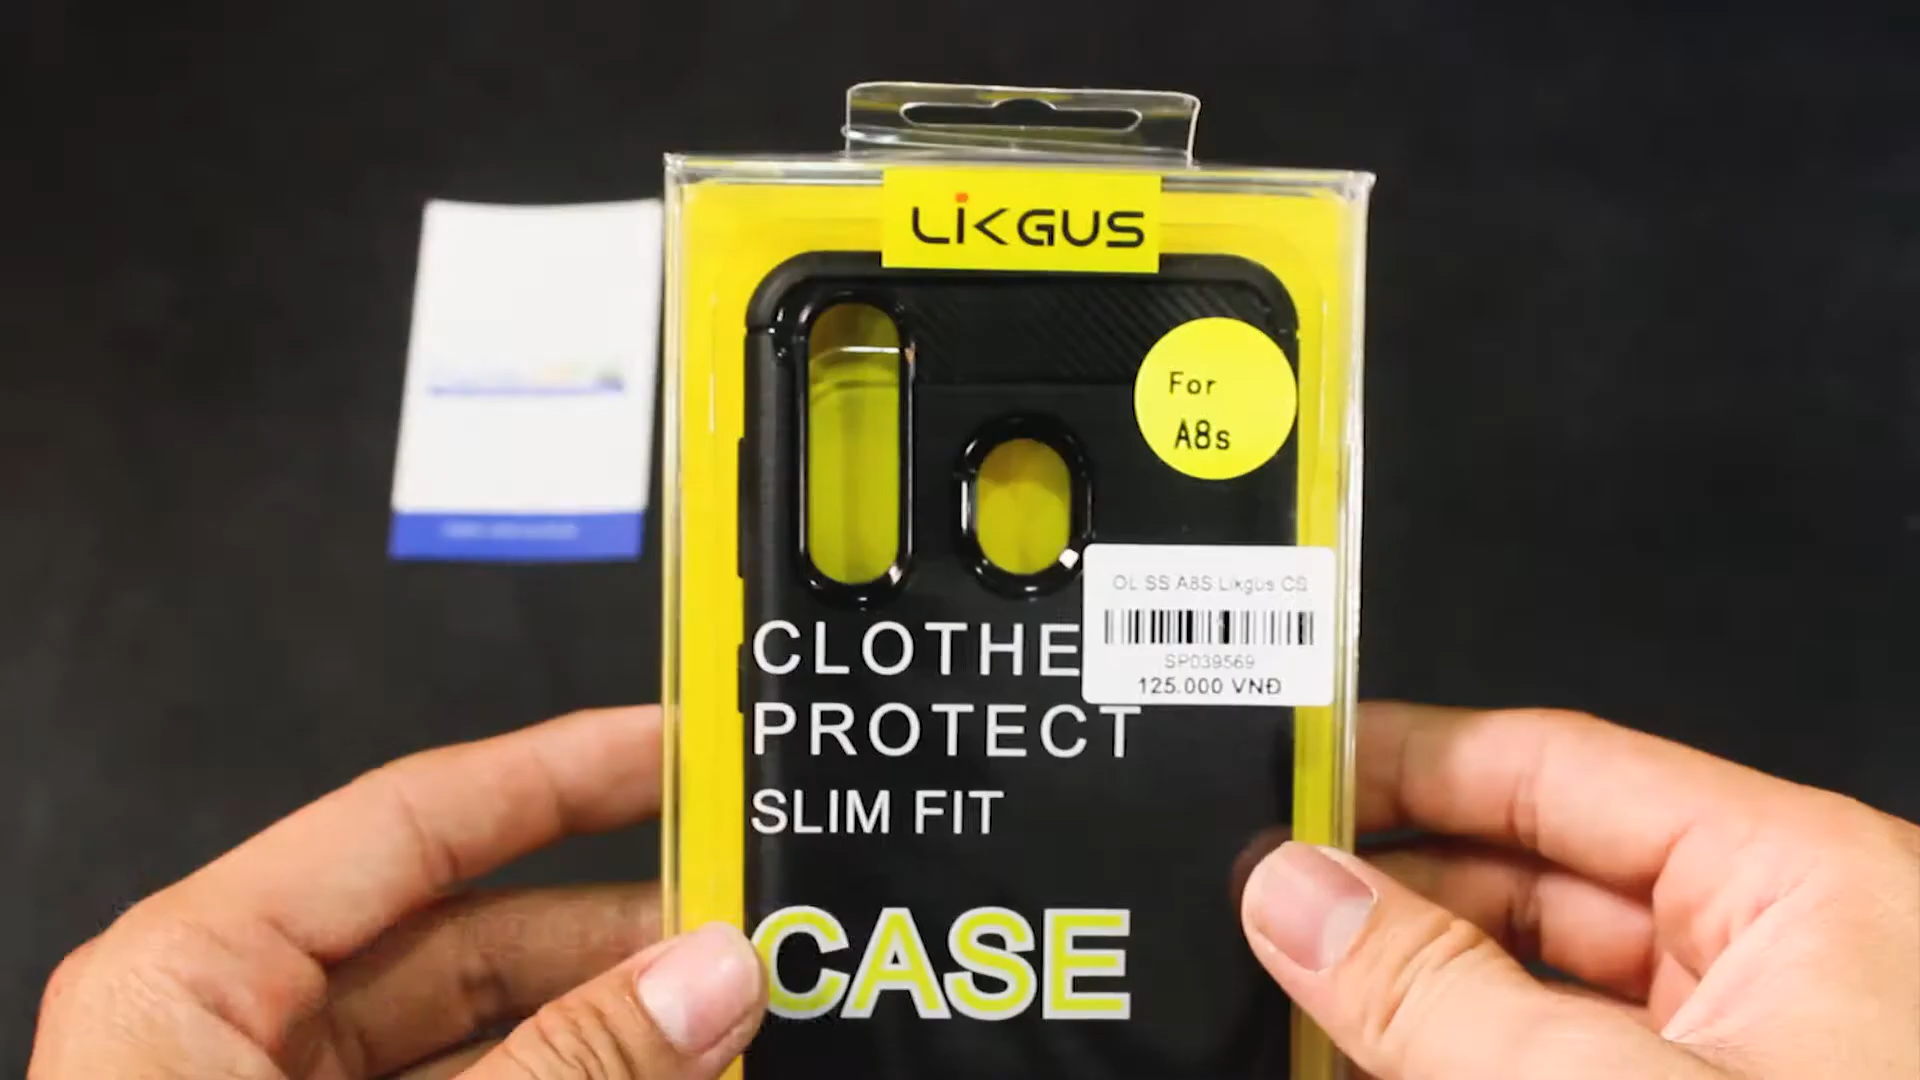 LIKGUS
For
A8s
OL SS A8S Likgus CS
SP039569
125.000 VNĐ
CLOTHE
PROTECT
SLIM FIT
CASE